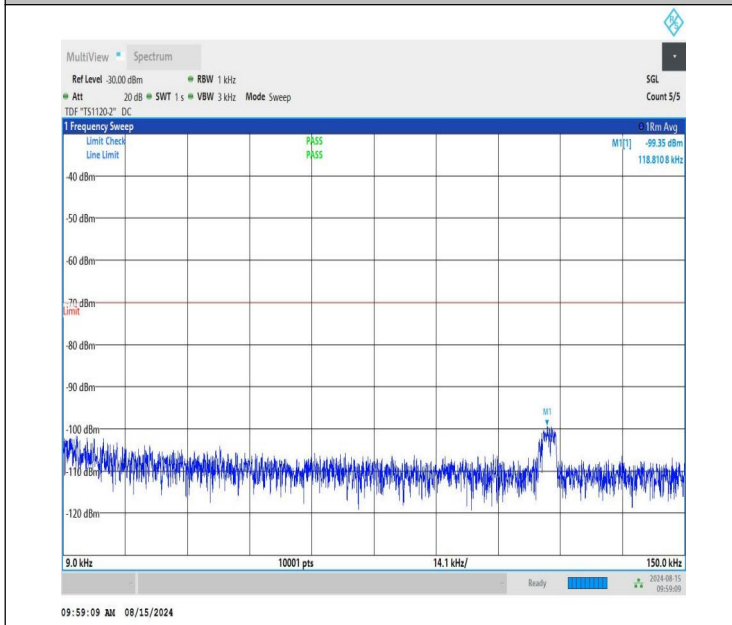 MultiView Spectrum
Ref Level -30.00 dBm RBW 1 kHz SGL
Att 20 dB SWT 1 s VBW 3 kHz Mode Sweep Count 5/5
TDF "TS1120-2" DC
1 Frequency Sweep 1Rm Avg
Limit Check PASS M1[1] -99.35 dBm
Line Limit PASS 118.810 8 kHz
-40 dBm
-50 dBm
-60 dBm
-70 dBm
Limit
-80 dBm
-90 dBm
M1
-100 dBm
-110 dBm
-120 dBm
9.0 kHz 10001 pts 14.1 kHz/ 150.0 kHz
Ready 2024-08-15
09:59:09
09:59:09 AM 08/15/2024